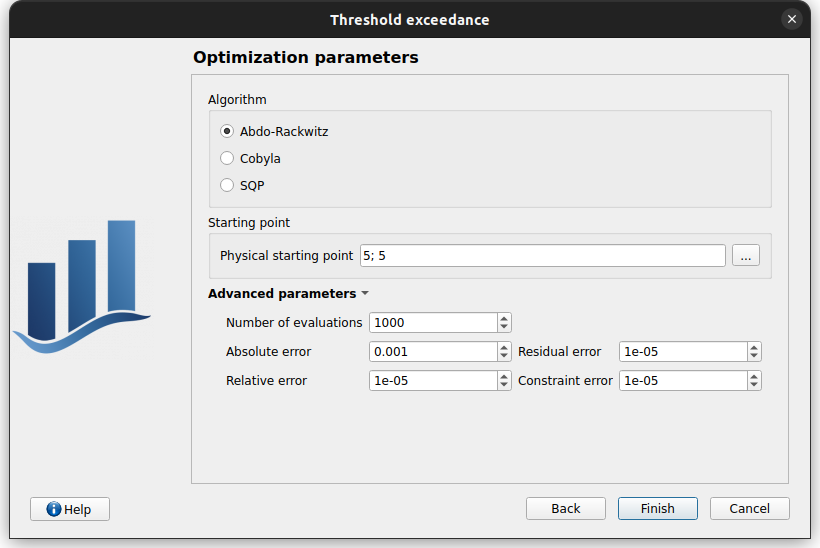 Threshold exceedance
Optimization parameters
Algorithm
Abdo-Rackwitz
Cobyla
SQP
Starting point
Physical starting point 5; 5 ...
Advanced parameters
Number of evaluations 1000
Absolute error 0.001 Residual error 1e-05
Relative error 1e-05 Constraint error 1e-05
Help Back Finish Cancel